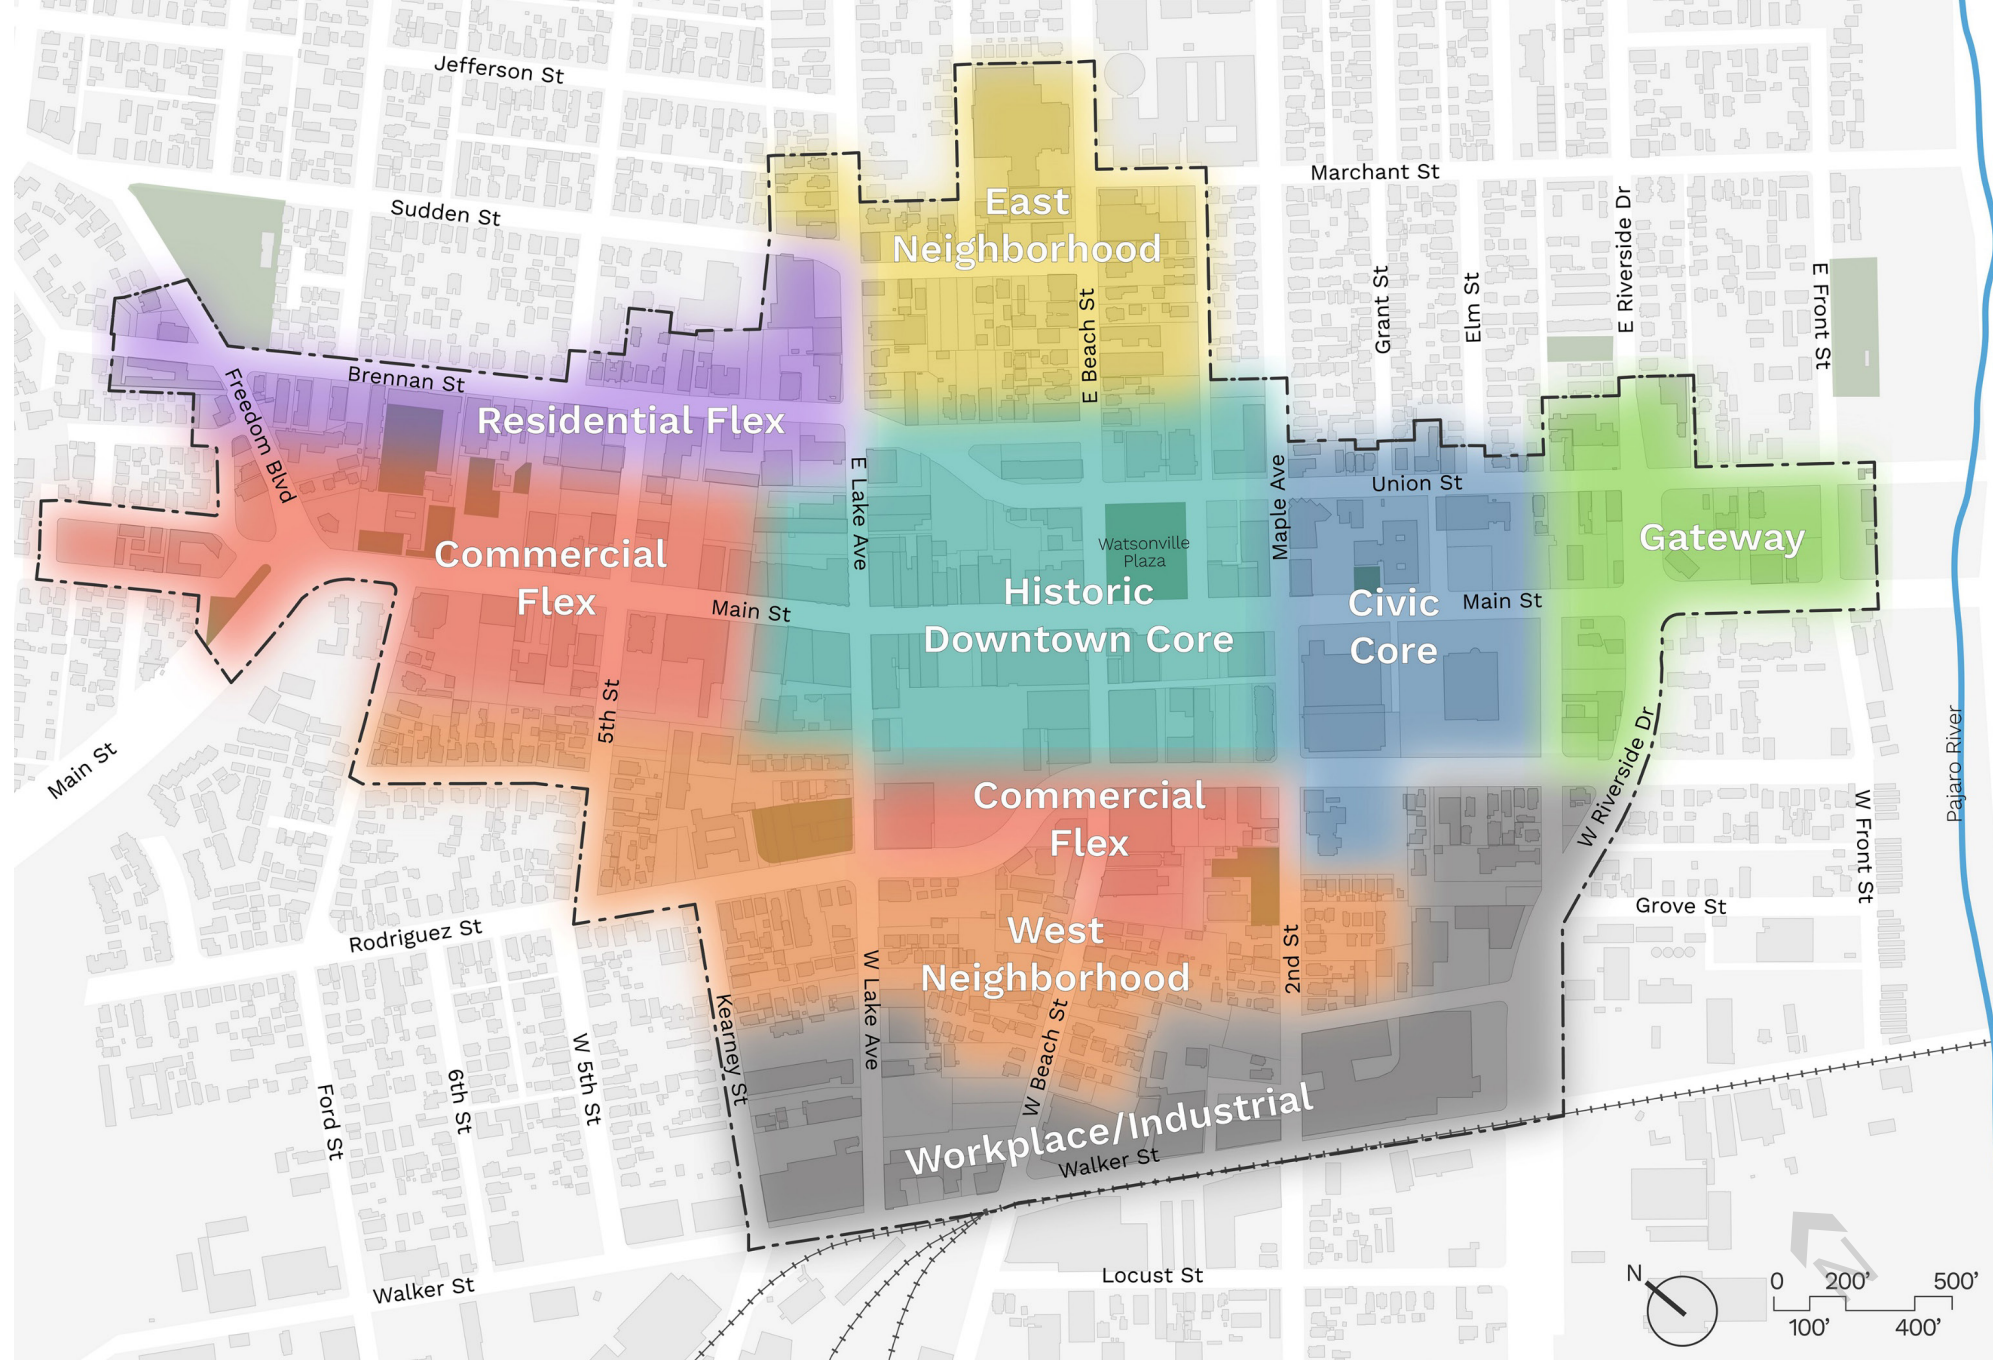 Jefferson St
Marchant St
Sudden St
East
Neighborhood
E Riverside Dr
Grant St
Elm St
E Front St
E Beach St
Brennan St
Freedom Blvd
Residential Flex
E Lake Ave
Maple Ave
Union St
Watsonville
Plaza
Gateway
Commercial
Flex
Main St
Historic
Downtown Core
Civic
Core
Main St
5th St
Main St
Pajaro River
W Riverside Dr
Commercial
Flex
W Front St
Rodriguez St
Grove St
West
Neighborhood
2nd St
W Lake Ave
Kearney St
W Beach St
W 5th St
6th St
Ford St
Workplace/Industrial
Walker St
Walker St
Locust St
N
N
0 200' 500'
100' 400'